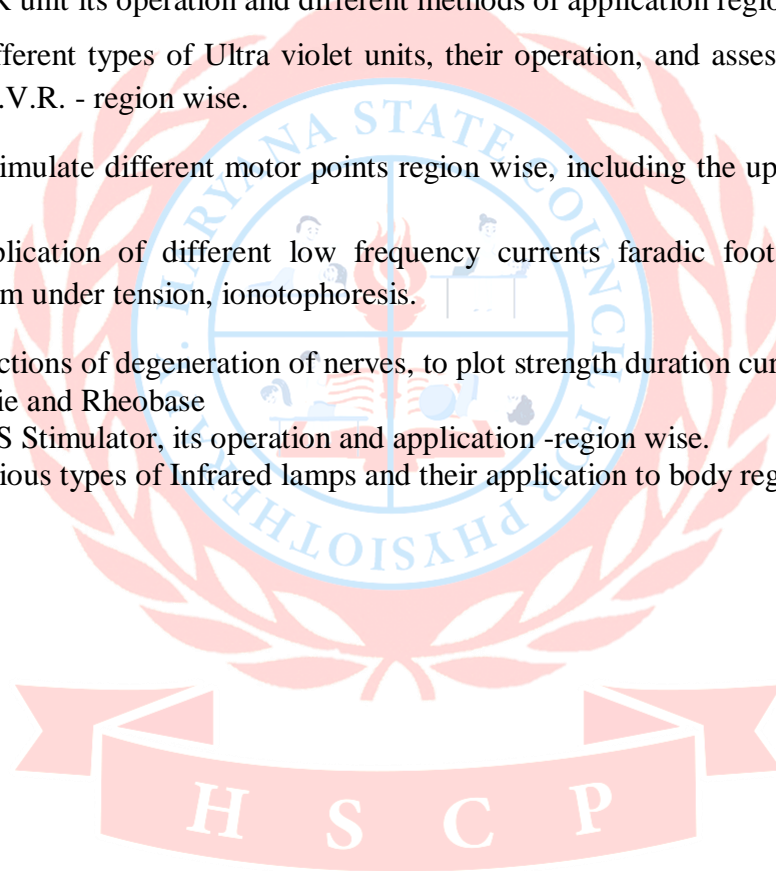 unit its operation and different methods of application regio
fferent types of Ultra violet units, their operation, and asses
.V.R. - region wise.
imulate different motor points region wise, including the up
plication of different low frequency currents faradic foot
m under tension, ionotophoresis.
ctions of degeneration of nerves, to plot strength duration cur
ie and Rheobase
S Stimulator, its operation and application -region wise.
ious types of Infrared lamps and their application to body reg
HARYANA STATE COUNCIL FOR PHYSIOTHERAPY
H S C P